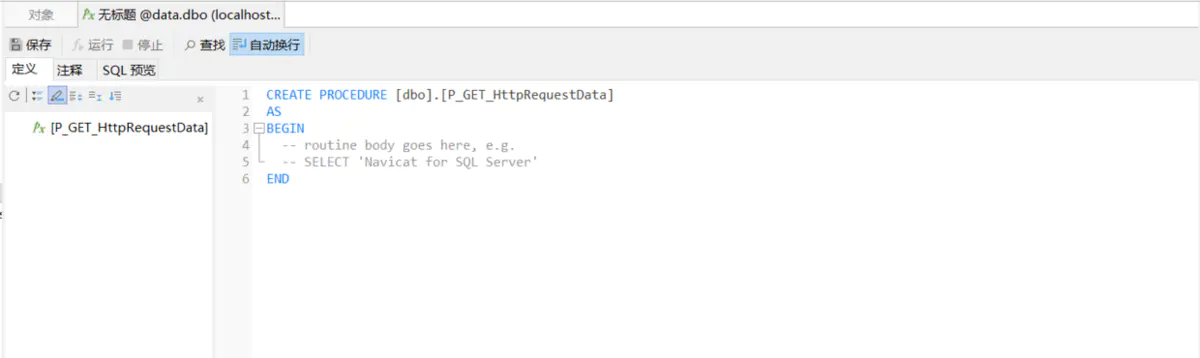 对象
Px 无标题 @data.dbo (localhost...
保存 运行 停止 查找 自动换行
定义 注释 SQL 预览
Px [P_GET_HttpRequestData]
1 CREATE PROCEDURE [dbo].[P_GET_HttpRequestData]
2 AS
3 BEGIN
4 -- routine body goes here, e.g.
5 -- SELECT 'Navicat for SQL Server'
6 END